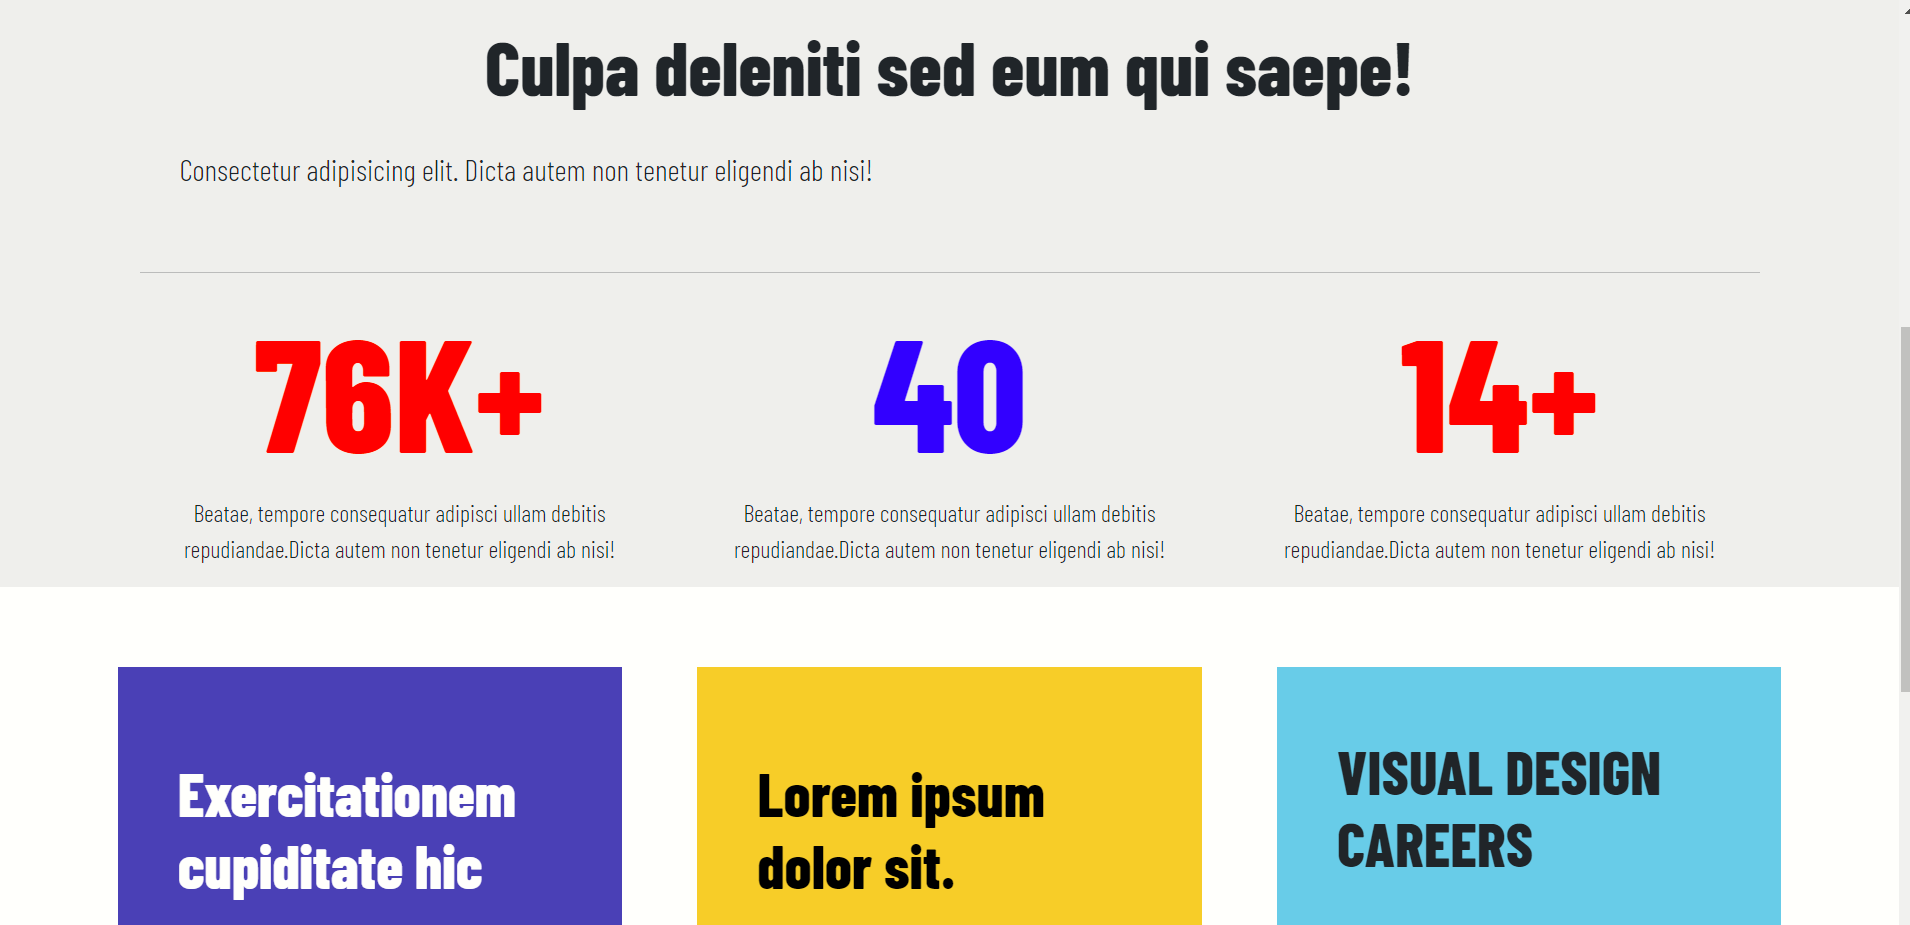 Culpa deleniti sed eum qui saepe!
Consectetur adipisicing elit. Dicta autem non tenetur eligendi ab nisi!
76K+
Beatae, tempore consequatur adipisci ullam debitis
repudiandae.Dicta autem non tenetur eligendi ab nisi!
40
Beatae, tempore consequatur adipisci ullam debitis
repudiandae.Dicta autem non tenetur eligendi ab nisi!
14+
Beatae, tempore consequatur adipisci ullam debitis
repudiandae.Dicta autem non tenetur eligendi ab nisi!
Exercitationem
cupiditate hic
Lorem ipsum
dolor sit.
VISUAL DESIGN
CAREERS